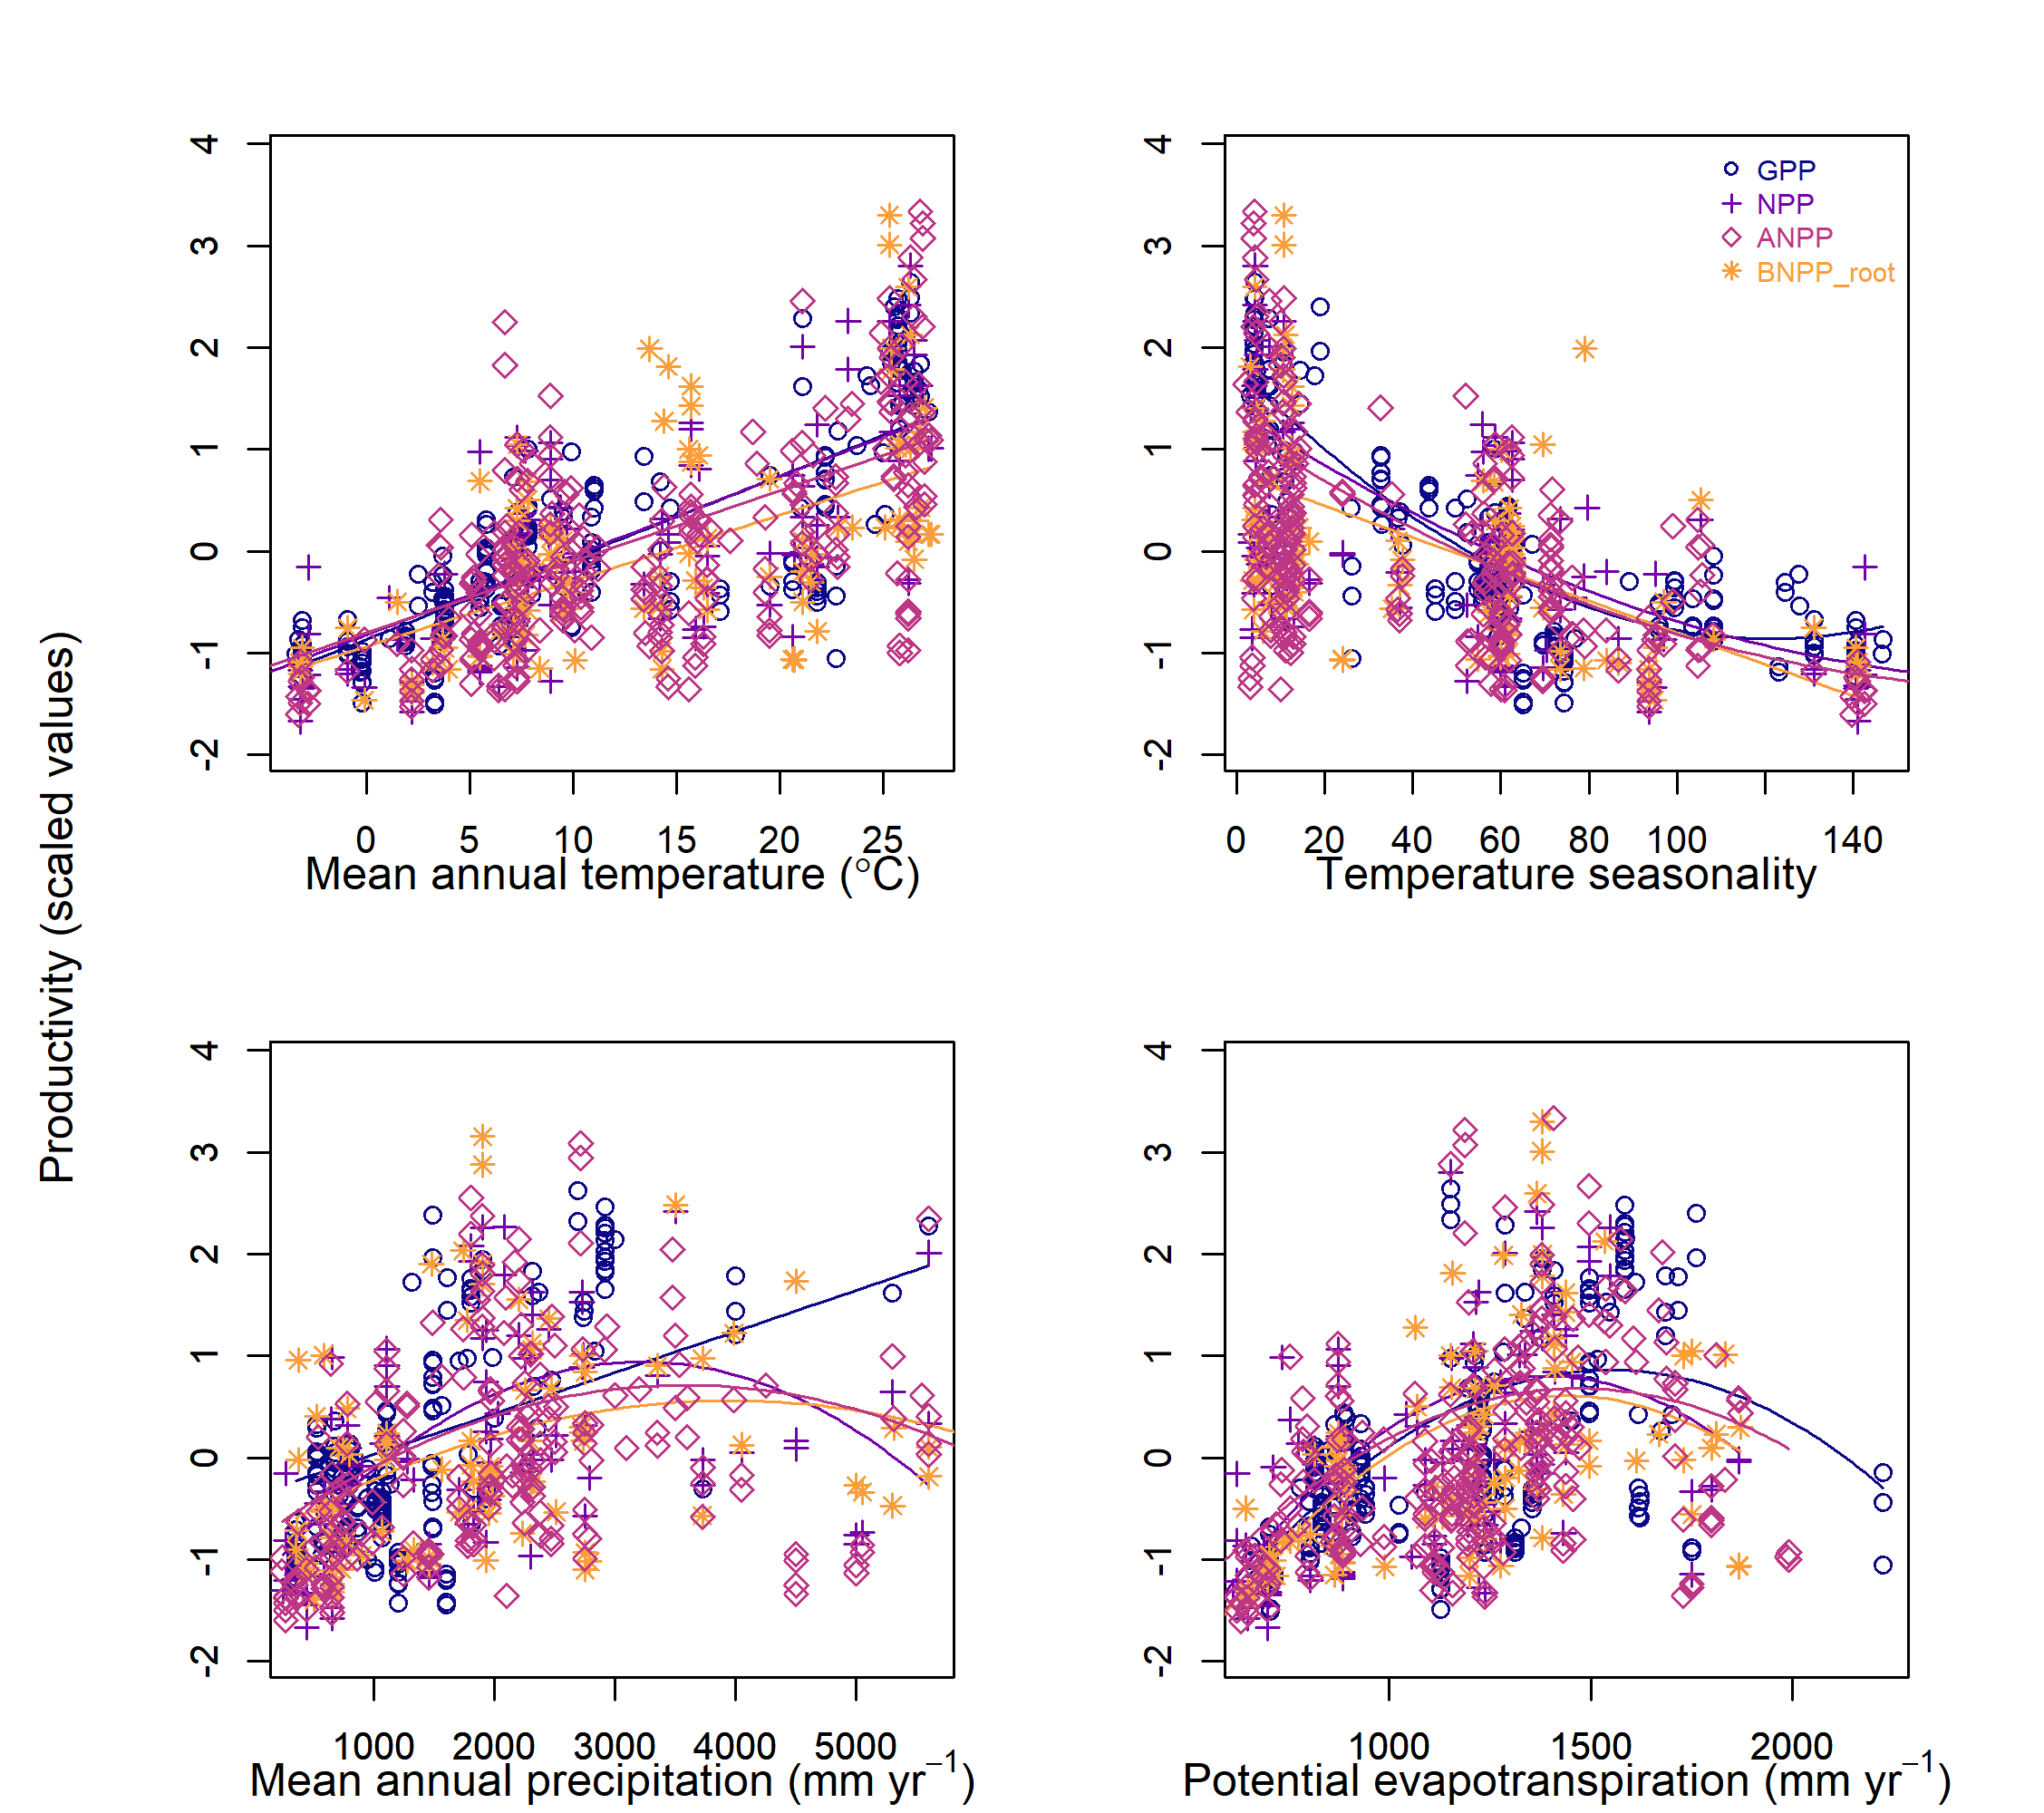 Productivity (scaled values)
4
3
2
1
0
-1
-2
0 5 10 15 20 25
Mean annual temperature (°C)
4
3
2
1
0
-1
-2
GPP
NPP
ANPP
BNPP_root
0 20 40 60 80 100 140
Temperature seasonality
4
3
2
1
0
-1
-2
1000 2000 3000 4000 5000
Mean annual precipitation (mm yr⁻¹)
4
3
2
1
0
-1
-2
1000 1500 2000
Potential evapotranspiration (mm yr⁻¹)